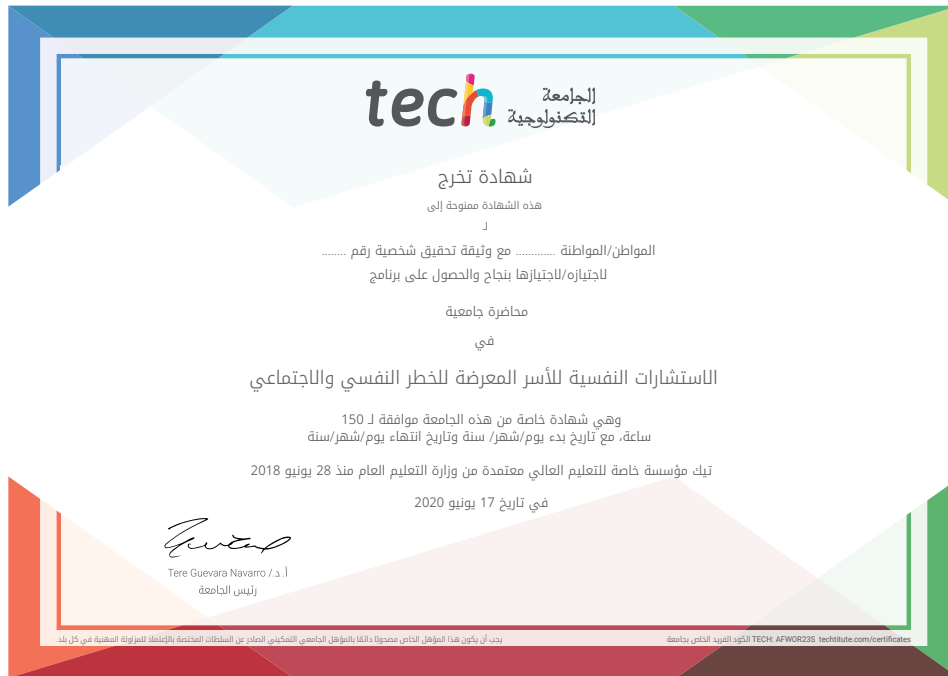 tech الجامعة
التكنولوجية
شهادة تخرج
هذه الشهادة ممنوحة إلى
لـ
المواطن/المواطنة ............ مع وثيقة تحقيق شخصية رقم ........
لاجتيازه/لاجتيازها بنجاح والحصول على برنامج
محاضرة جامعية
في
الاستشارات النفسية للأسر المعرضة للخطر النفسي والاجتماعي
وهي شهادة خاصة من هذه الجامعة موافقة لـ 150
ساعة، مع تاريخ بدء يوم/شهر/ سنة وتاريخ انتهاء يوم/شهر/سنة
تيك مؤسسة خاصة للتعليم العالي معتمدة من وزارة التعليم العام منذ 28 يونيو 2018
في تاريخ 17 يونيو 2020
أ. د./ Tere Guevara Navarro
رئيس الجامعة
الكود الفريد الخاص بجامعة TECH: AFWOR23S techtitute.com/certificates
يجب أن يكون هذا المؤهل الخاص مصحوبًا دائمًا بالمؤهل الجامعي التمكيني الصادر عن السلطات المختصة بالإعتماد للمزاولة المهنية في كل بلد.